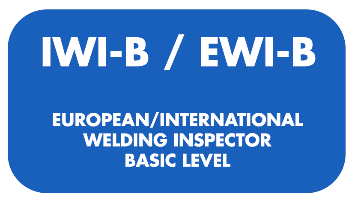 IWI-B / EWI-B
EUROPEAN/INTERNATIONAL
WELDING INSPECTOR
BASIC LEVEL